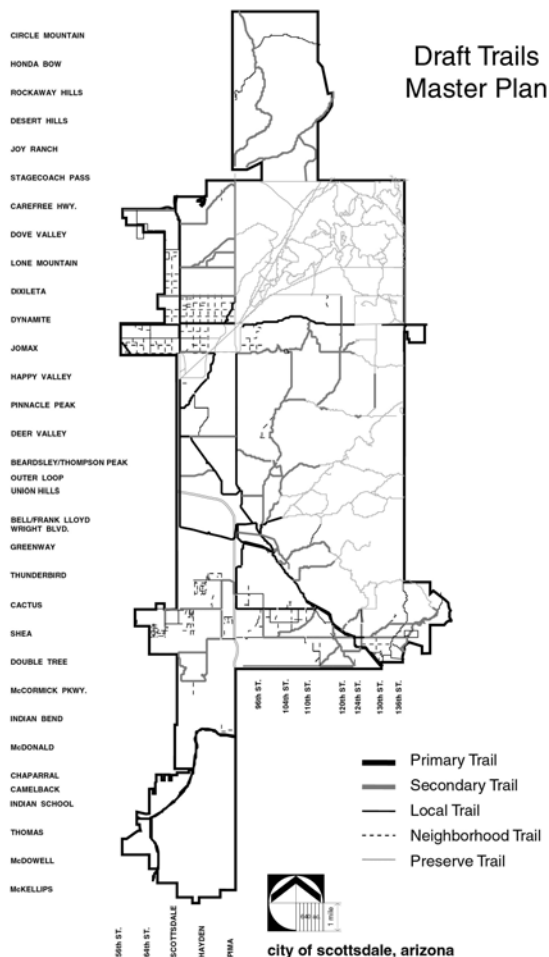 Draft Trails
Master Plan
CIRCLE MOUNTAIN
HONDA BOW
ROCKAWAY HILLS
DESERT HILLS
JOY RANCH
STAGECOACH PASS
CAREFREE HWY.
DOVE VALLEY
LONE MOUNTAIN
DIXILETA
DYNAMITE
JOMAX
HAPPY VALLEY
PINNACLE PEAK
DEER VALLEY
BEARDSLEY/THOMPSON PEAK
OUTER LOOP
UNION HILLS
BELL/FRANK LLOYD
WRIGHT BLVD.
GREENWAY
THUNDERBIRD
CACTUS
SHEA
DOUBLE TREE
McCORMICK PKWY.
INDIAN BEND
McDONALD
CHAPARRAL
CAMELBACK
INDIAN SCHOOL
THOMAS
McDOWELL
McKELLIPS
96th ST.
104th ST.
110th ST.
120th ST.
124th ST.
130th ST.
136th ST.
Primary Trail
Secondary Trail
Local Trail
Neighborhood Trail
Preserve Trail
56th ST.
64th ST.
SCOTTSDALE
HAYDEN
PIMA
640 ac.
1 mile
city of scottsdale, arizona